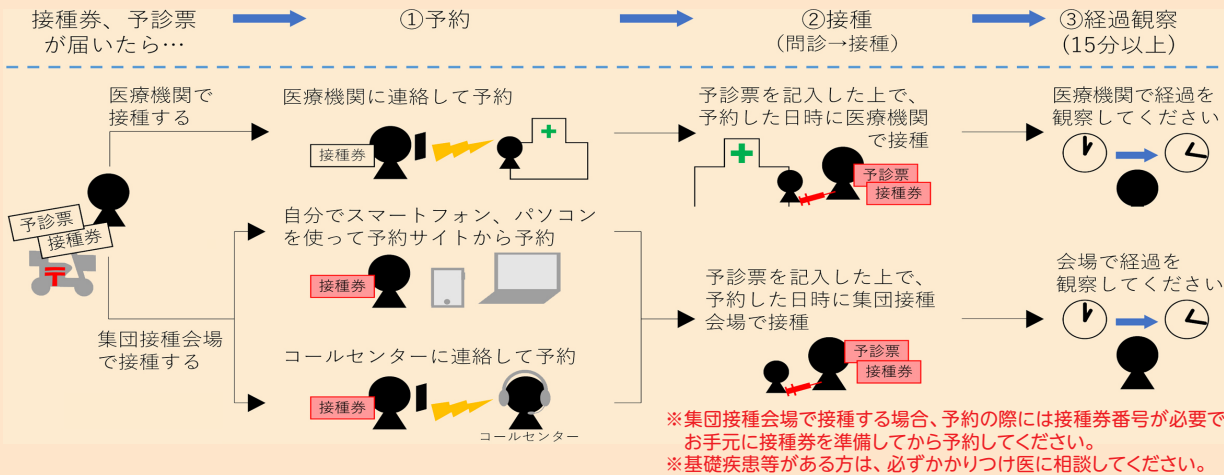 接種券、予診票
が届いたら…
①予約
②接種
(問診→接種)
③経過観察
(15分以上)
医療機関で
接種する
医療機関に連絡して予約
接種券
予診票を記入した上で、
予約した日時に医療機関
で接種
予診票
接種券
医療機関で経過を
観察してください
予診票
接種券
自分でスマートフォン、パソコン
を使って予約サイトから予約
接種券
集団接種会場
で接種する
コールセンターに連絡して予約
接種券
コールセンター
予診票を記入した上で、
予約した日時に集団接種
会場で接種
予診票
接種券
会場で経過を
観察してください
※集団接種会場で接種する場合、予約の際には接種券番号が必要で
お手元に接種券を準備してから予約してください。
※基礎疾患等がある方は、必ずかかりつけ医に相談してください。